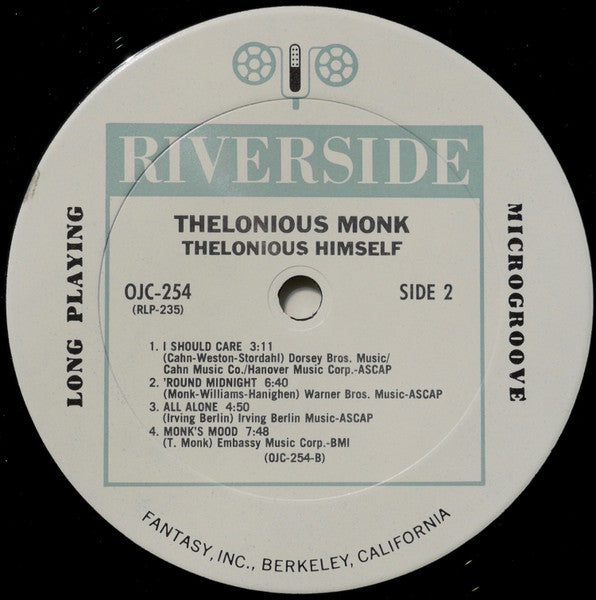 RIVERSIDE
THELONIOUS MONK
THELONIOUS HIMSELF
OJC-254
(RLP-235)
SIDE 2
LONG PLAYING
MICROGROOVE
1. I SHOULD CARE 3:11
(Cahn-Weston-Stordahl) Dorsey Bros. Music/
Cahn Music Co./Hanover Music Corp.-ASCAP
2. 'ROUND MIDNIGHT 6:40
(Monk-Williams-Hanighen) Warner Bros. Music-ASCAP
3. ALL ALONE 4:50
(Irving Berlin) Irving Berlin Music-ASCAP
4. MONK'S MOOD 7:48
(T. Monk) Embassy Music Corp.-BMI
(OJC-254-B)
FANTASY, INC., BERKELEY, CALIFORNIA